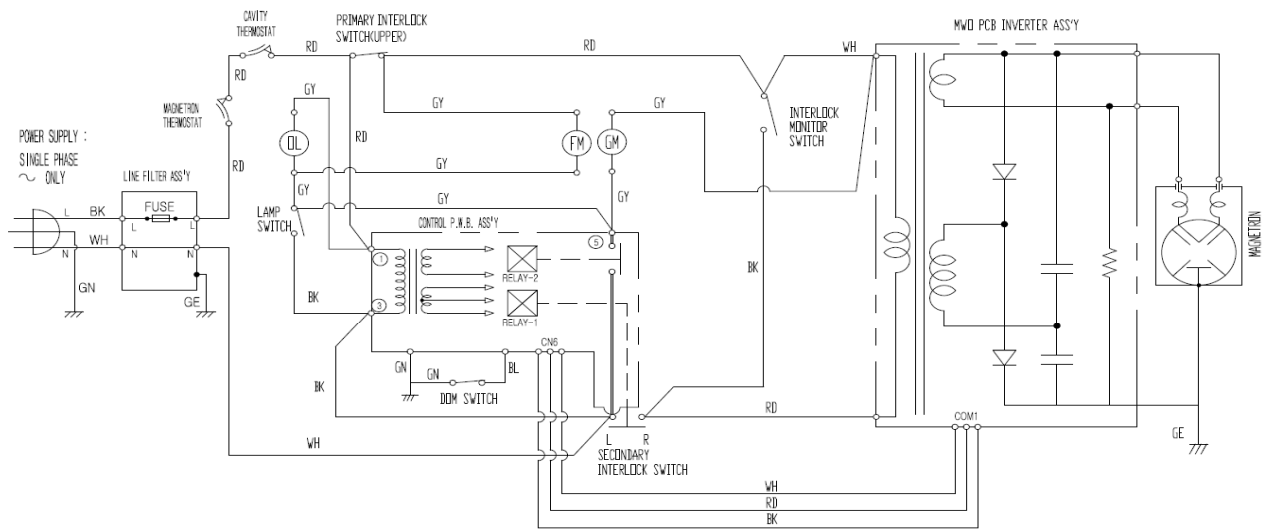 CAVITY
THERMOSTAT
PRIMARY INTERLOCK
SWITCH(UPPER)
MWO PCB INVERTER ASS'Y
RD
RD
WH
RD
GY
GY
GY
MAGNETRON
THERMOSTAT
INTERLOCK
MONITOR
SWITCH
POWER SUPPLY :
SINGLE PHASE
～ ONLY
OL
RD
FM
GM
RD
GY
LINE FILTER ASS'Y
GY
GY
GY
FUSE
LAMP
SWITCH
CONTROL P.W.B. ASS'Y
L
BK
L
L
MAGNETRON
N
WH
N
N
1
5
RELAY-2
BK
GN
GE
BK
3
RELAY-1
GN
GN
BL
CN6
BK
DOM SWITCH
RD
COM1
WH
L
R
GE
SECONDARY
INTERLOCK SWITCH
WH
RD
BK